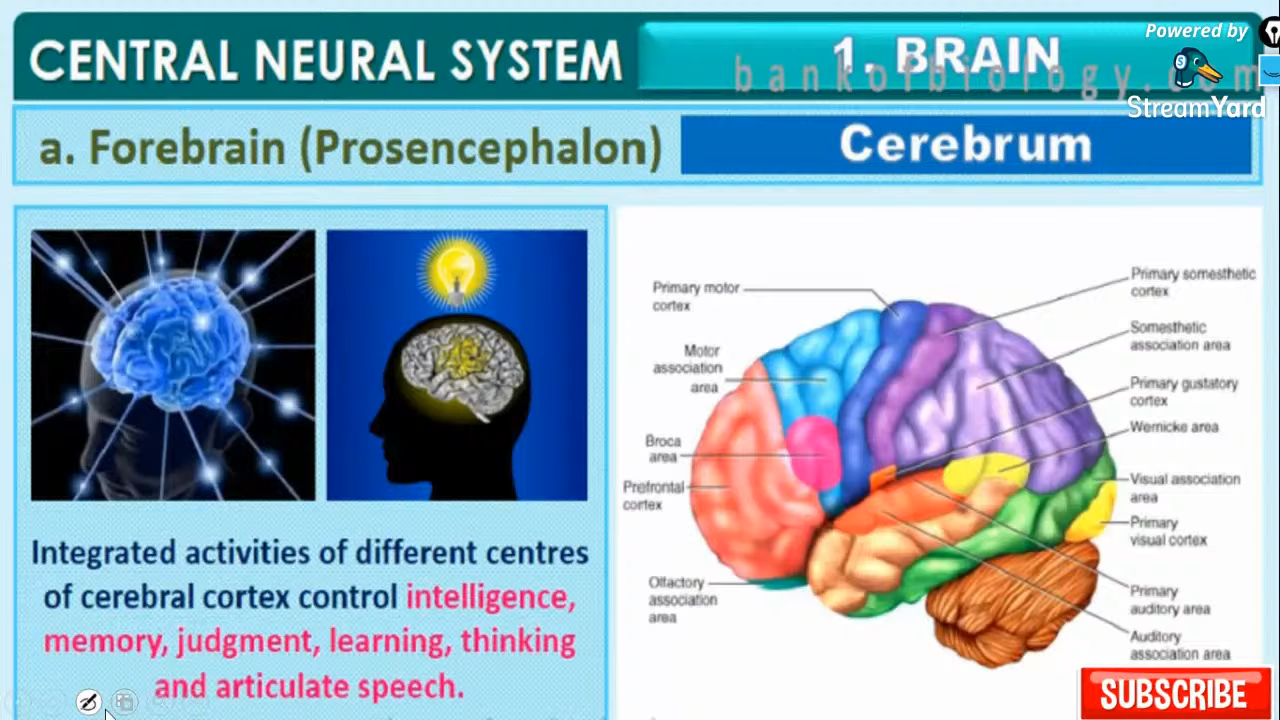 CENTRAL NEURAL SYSTEM
1. BRAIN
bankofbiology.com
Powered by
StreamYard
a. Forebrain (Prosencephalon)
Cerebrum
Integrated activities of different centres
of cerebral cortex control intelligence,
memory, judgment, learning, thinking
and articulate speech.
Primary motor
cortex
Motor
association
area
Broca
area
Prefrontal
cortex
Olfactory
association
area
Primary somesthetic
cortex
Somesthetic
association area
Primary gustatory
cortex
Wernicke area
Visual association
area
Primary
visual cortex
Primary
auditory area
Auditory
association area
SUBSCRIBE